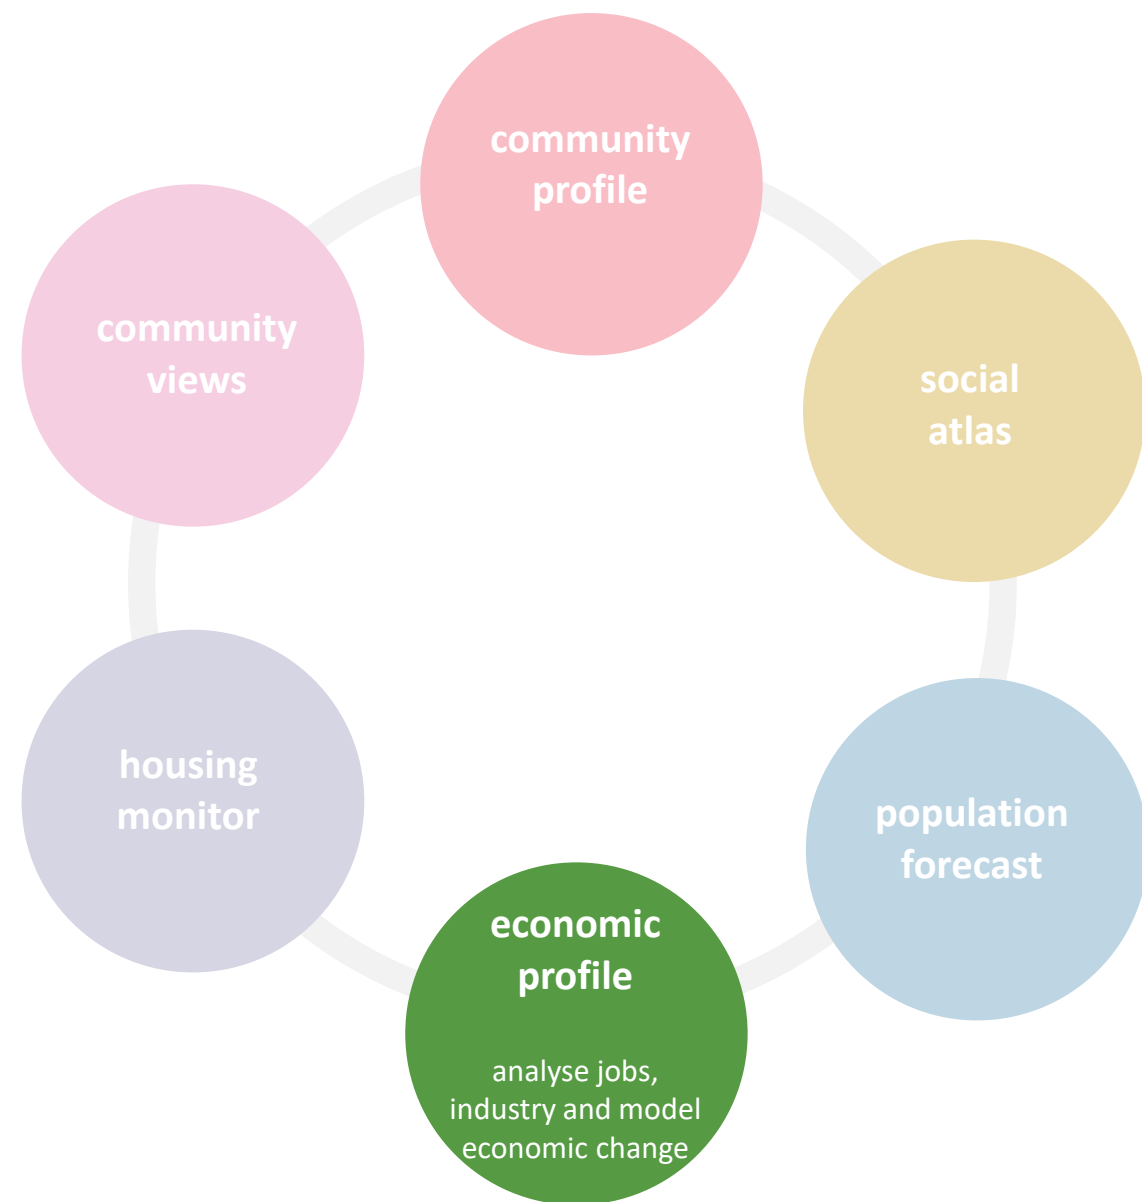 community
profile
community
views
social
atlas
housing
monitor
population
forecast
economic
profile
analyse jobs,
industry and model
economic change